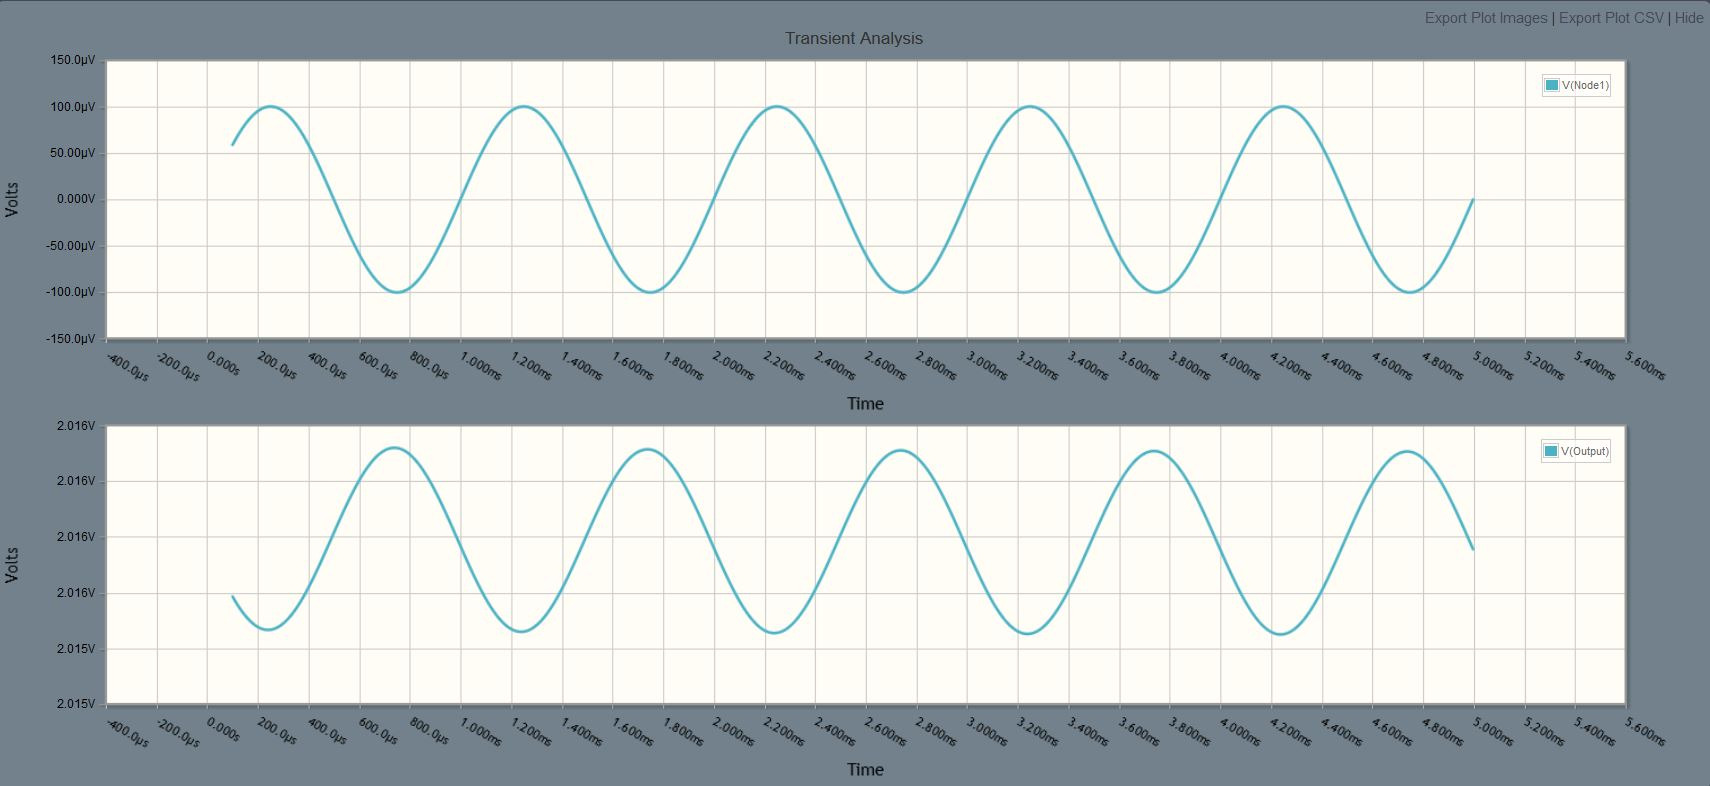 Export Plot Images | Export Plot CSV | Hide
Transient Analysis
150.0µV
100.0µV
50.00µV
0.000V
-50.00µV
-100.0µV
-150.0µV
Volts
V(Node1)
-400.0µs -200.0µs 0.000s 200.0µs 400.0µs 600.0µs 800.0µs 1.000ms 1.200ms 1.400ms 1.600ms 1.800ms 2.000ms 2.200ms 2.400ms 2.600ms 2.800ms 3.000ms 3.200ms 3.400ms 3.600ms 3.800ms 4.000ms 4.200ms 4.400ms 4.600ms 4.800ms 5.000ms 5.200ms 5.400ms 5.600ms
Time
2.016V
2.016V
2.016V
2.016V
2.015V
2.015V
Volts
V(Output)
-400.0µs -200.0µs 0.000s 200.0µs 400.0µs 600.0µs 800.0µs 1.000ms 1.200ms 1.400ms 1.600ms 1.800ms 2.000ms 2.200ms 2.400ms 2.600ms 2.800ms 3.000ms 3.200ms 3.400ms 3.600ms 3.800ms 4.000ms 4.200ms 4.400ms 4.600ms 4.800ms 5.000ms 5.200ms 5.400ms 5.600ms
Time